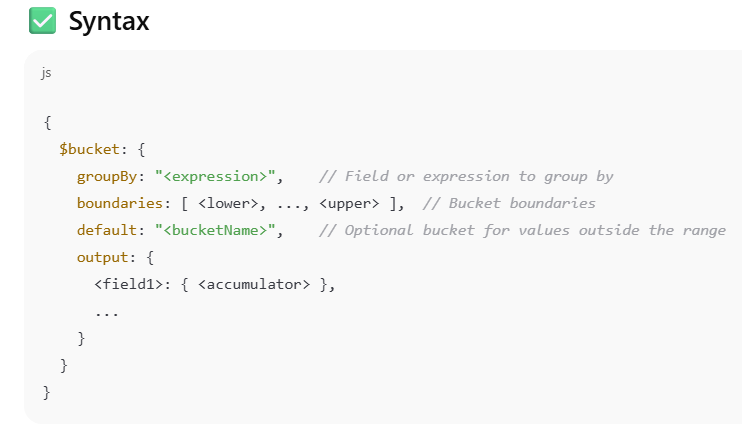 ✅ Syntax
js
{
  $bucket: {
    groupBy: "<expression>",    // Field or expression to group by
    boundaries: [ <lower>, ..., <upper> ],  // Bucket boundaries
    default: "<bucketName>",    // Optional bucket for values outside the range
    output: {
      <field1>: { <accumulator> },
      ...
    }
  }
}